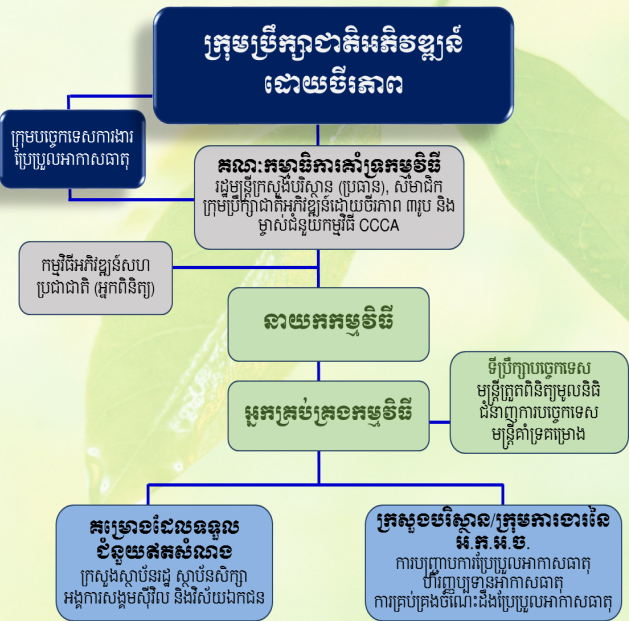 ក្រុមប្រឹក្សាជាតិអភិវឌ្ឍន៍
ដោយចីរភាព
ក្រុមបច្ចេកទេសការងារ
ប្រែប្រួលអាកាសធាតុ
គណៈកម្មាធិការគាំទ្រកម្មវិធី
រដ្ឋមន្ត្រីក្រសួងបរិស្ថាន (ប្រធាន), សមាជិក
ក្រុមប្រឹក្សាជាតិអភិវឌ្ឍន៍ដោយចីរភាព ៣រូប និង
ម្ចាស់ជំនួយកម្មវិធី CCCA
កម្មវិធីអភិវឌ្ឍន៍សហ
ប្រជាជាតិ (អ្នកពិនិត្យ)
នាយកកម្មវិធី
អ្នកគ្រប់គ្រងកម្មវិធី
ទីប្រឹក្សាបច្ចេកទេស
មន្ត្រីត្រួតពិនិត្យមូលនិធិ
ជំនាញការបច្ចេកទេស
មន្ត្រីគាំទ្រគម្រោង
គម្រោងដែលទទួល
ជំនួយឥតសំណង
ក្រសួងស្ថាប័នរដ្ឋ ស្ថាប័នសិក្សា
អង្គការសង្គមស៊ីវិល និងវិស័យឯកជន
ក្រសួងបរិស្ថាន/ក្រុមការងារនៃ
អ.ក.អ.ច.
ការបញ្ជ្រាបការប្រែប្រួលអាកាសធាតុ
ហិរញ្ញប្បទានអាកាសធាតុ
ការគ្រប់គ្រងចំណេះដឹងប្រែប្រួលអាកាសធាតុ